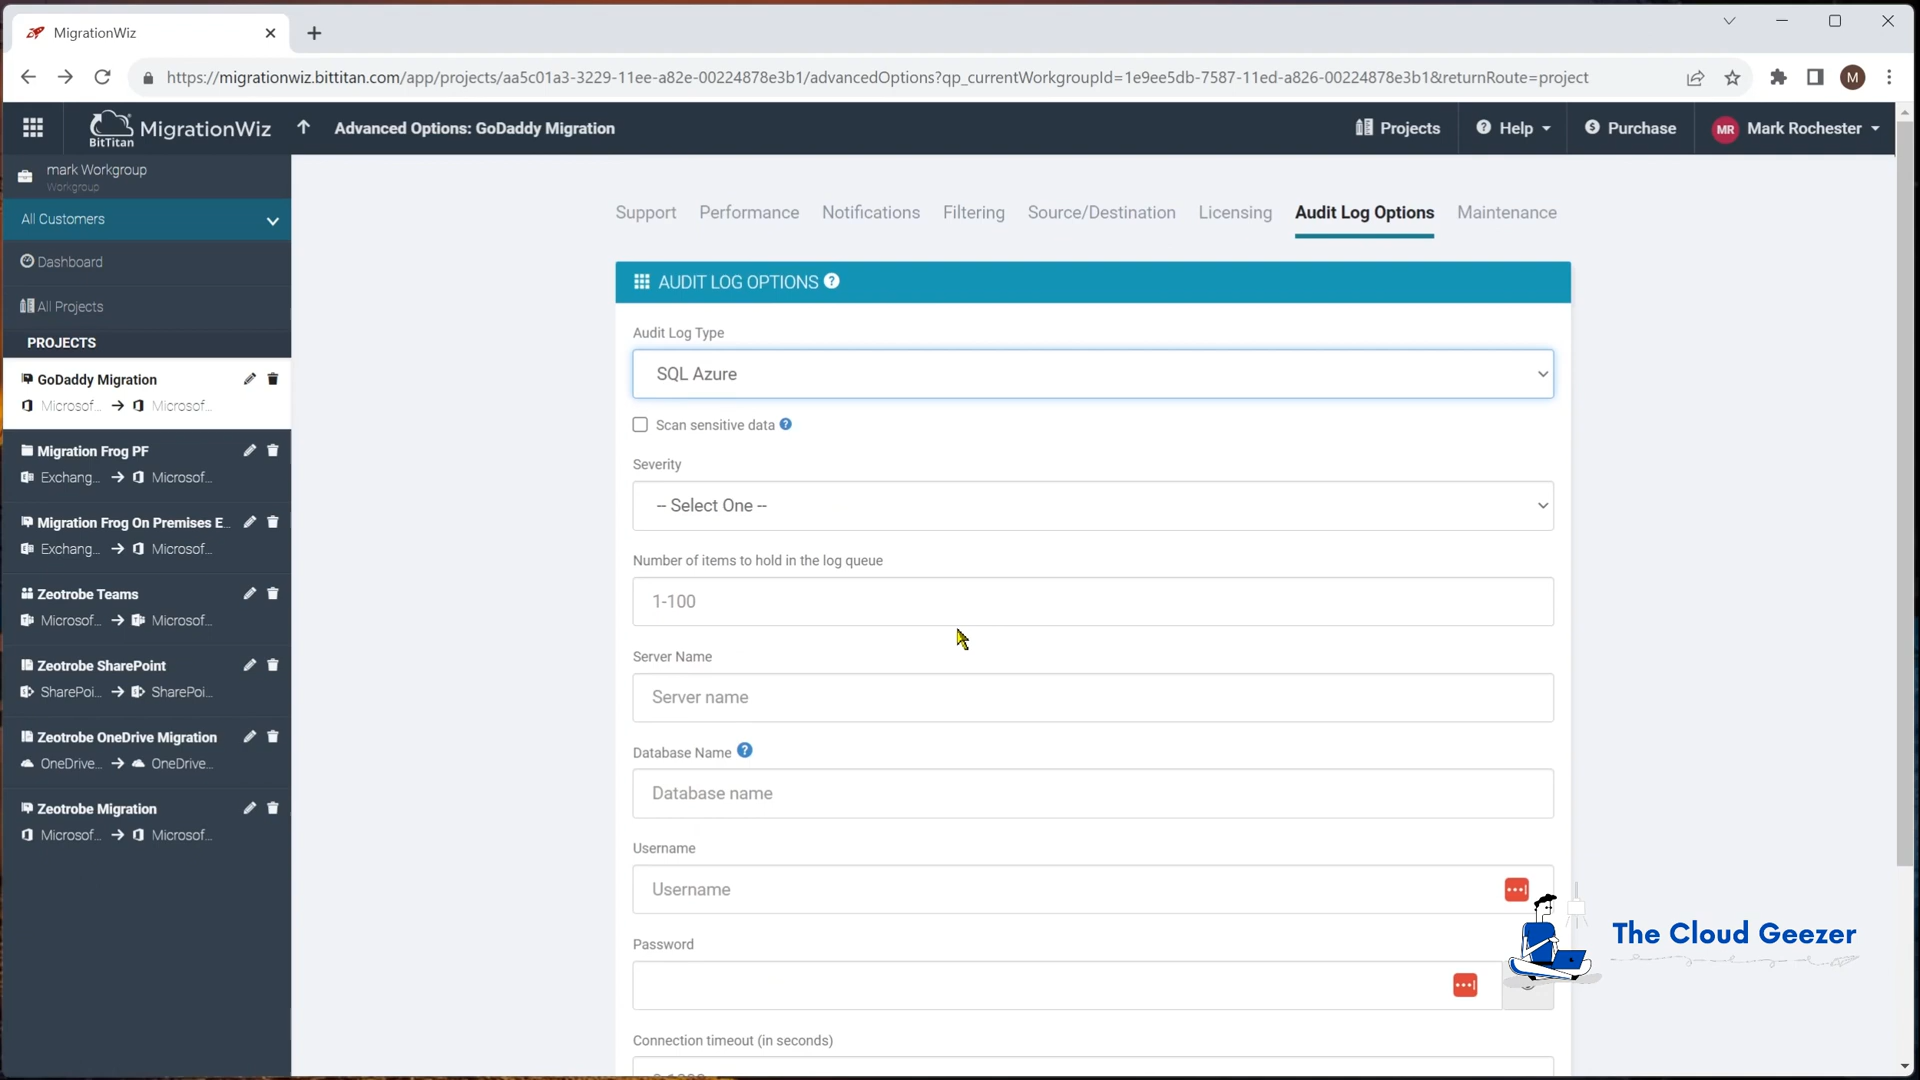 MigrationWiz
https://migrationwiz.bittitan.com/app/projects/aa5c01a3-3229-11ee-a82e-00224878e3b1/advancedOptions?qp_currentWorkgroupId=1e9ee5db-7587-11ed-a826-00224878e3b1&returnRoute=project
M
BitTitan
MigrationWiz
Advanced Options: GoDaddy Migration
Projects
Help
Purchase
MR
Mark Rochester
mark Workgroup
Workgroup
All Customers
Dashboard
All Projects
PROJECTS
GoDaddy Migration
Microsof... → Microsof...
Migration Frog PF
Exchang... → Microsof...
Migration Frog On Premises E...
Exchang... → Microsof...
Zeotrobe Teams
Microsof... → Microsof...
Zeotrobe SharePoint
SharePoi... → SharePoi...
Zeotrobe OneDrive Migration
OneDrive... → OneDrive...
Zeotrobe Migration
Microsof... → Microsof...
Support Performance Notifications Filtering Source/Destination Licensing Audit Log Options Maintenance
AUDIT LOG OPTIONS
Audit Log Type
SQL Azure
Scan sensitive data
Severity
-- Select One --
Number of items to hold in the log queue
1-100
Server Name
Server name
Database Name
Database name
Username
Username
Password
Connection timeout (in seconds)
The Cloud Geezer